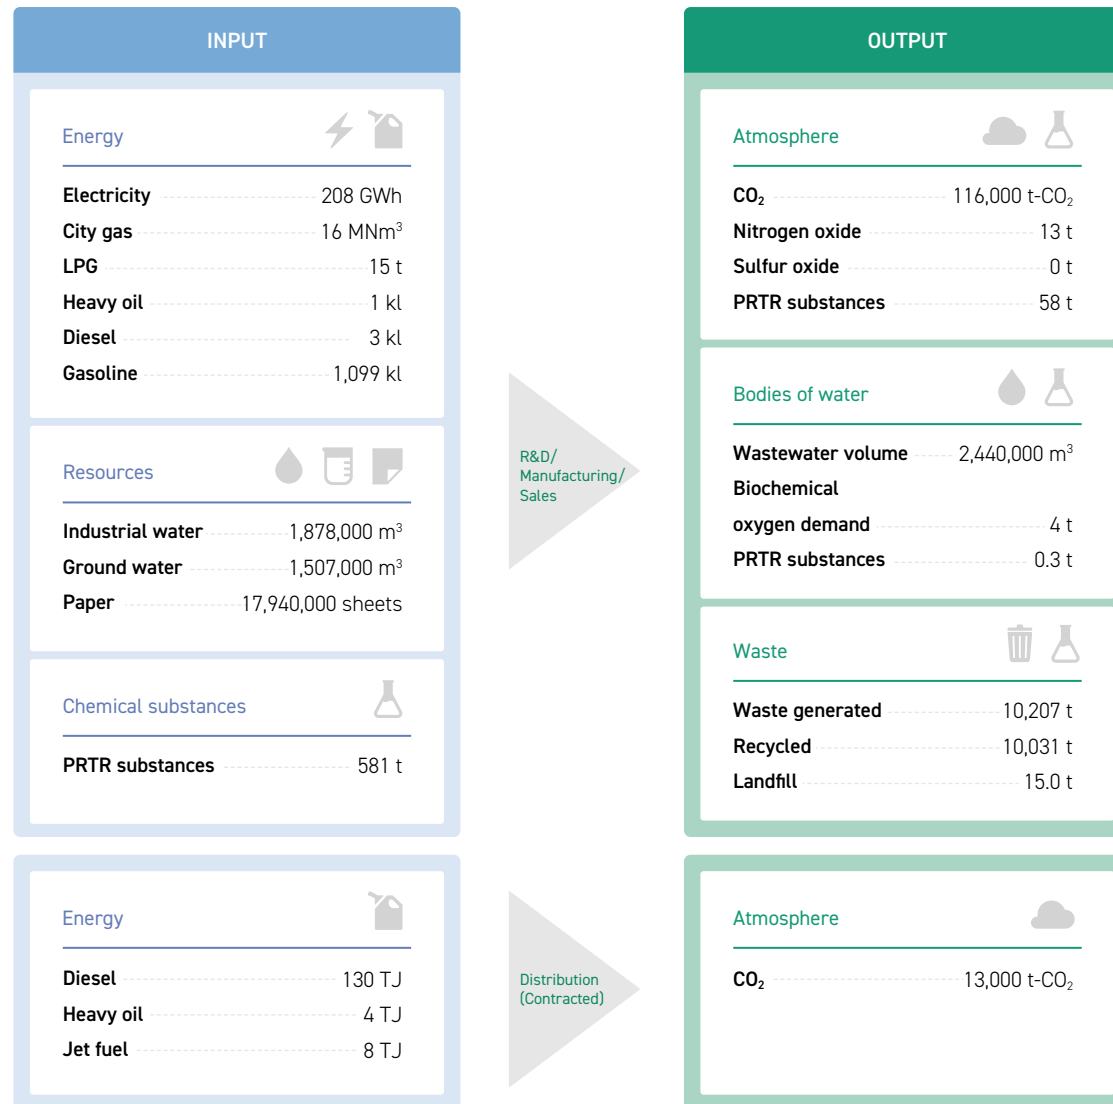 INPUT
Energy
Electricity 208 GWh
City gas 16 MNm³
LPG 15 t
Heavy oil 1 kl
Diesel 3 kl
Gasoline 1,099 kl
Resources
Industrial water 1,878,000 m³
Ground water 1,507,000 m³
Paper 17,940,000 sheets
Chemical substances
PRTR substances 581 t
R&D/
Manufacturing/
Sales
OUTPUT
Atmosphere
CO₂ 116,000 t-CO₂
Nitrogen oxide 13 t
Sulfur oxide 0 t
PRTR substances 58 t
Bodies of water
Wastewater volume 2,440,000 m³
Biochemical
oxygen demand 4 t
PRTR substances 0.3 t
Waste
Waste generated 10,207 t
Recycled 10,031 t
Landfill 15.0 t
Energy
Diesel 130 TJ
Heavy oil 4 TJ
Jet fuel 8 TJ
Distribution
(Contracted)
Atmosphere
CO₂ 13,000 t-CO₂